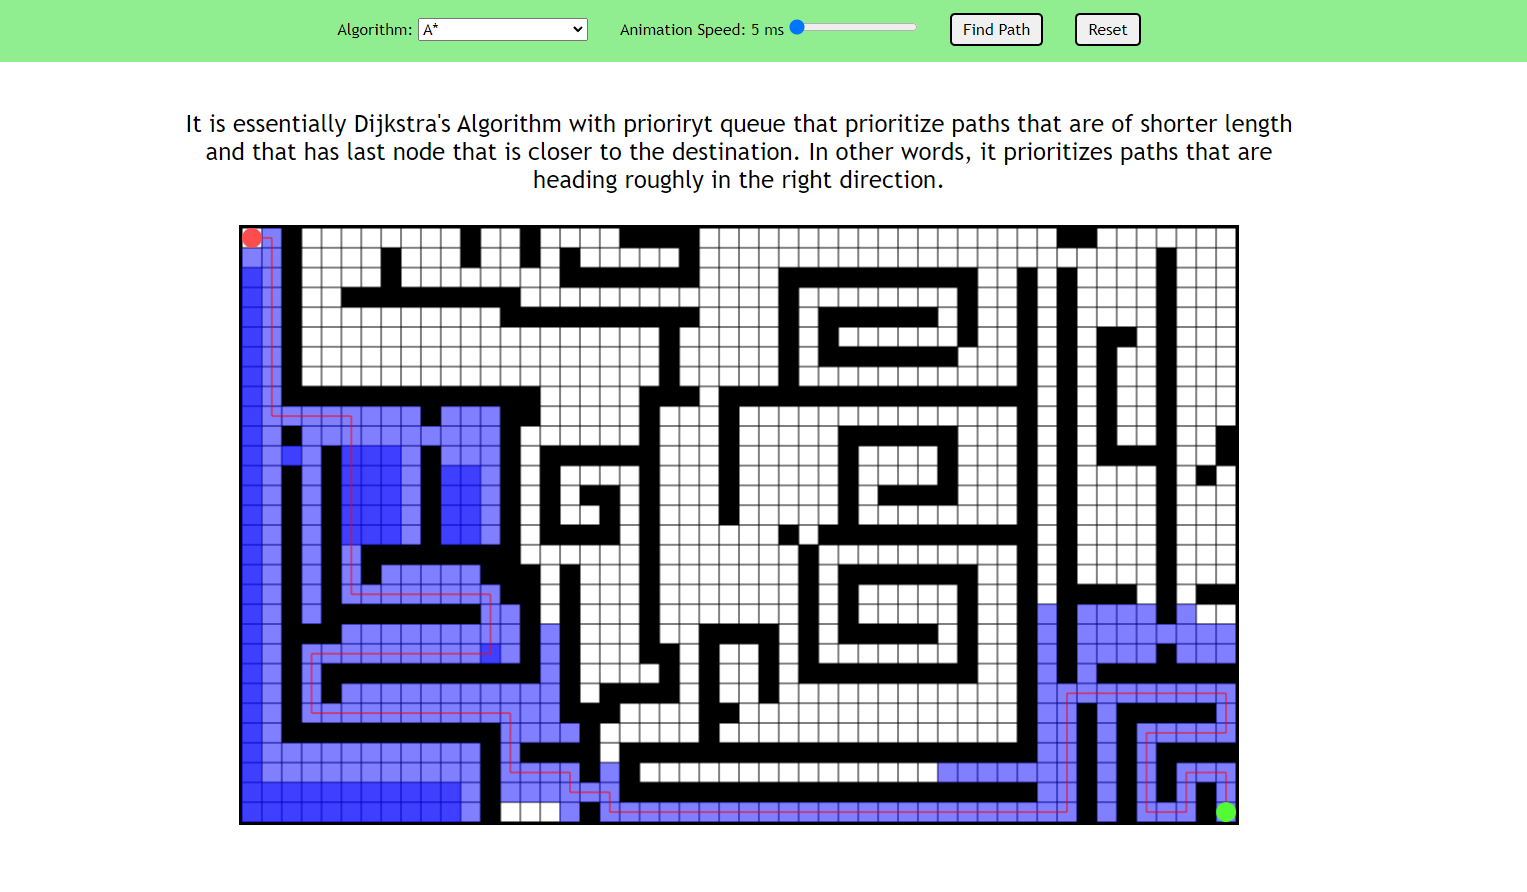 Algorithm: A* Animation Speed: 5 ms Find Path Reset
It is essentially Dijkstra's Algorithm with prioriryt queue that prioritize paths that are of shorter length
and that has last node that is closer to the destination. In other words, it prioritizes paths that are
heading roughly in the right direction.